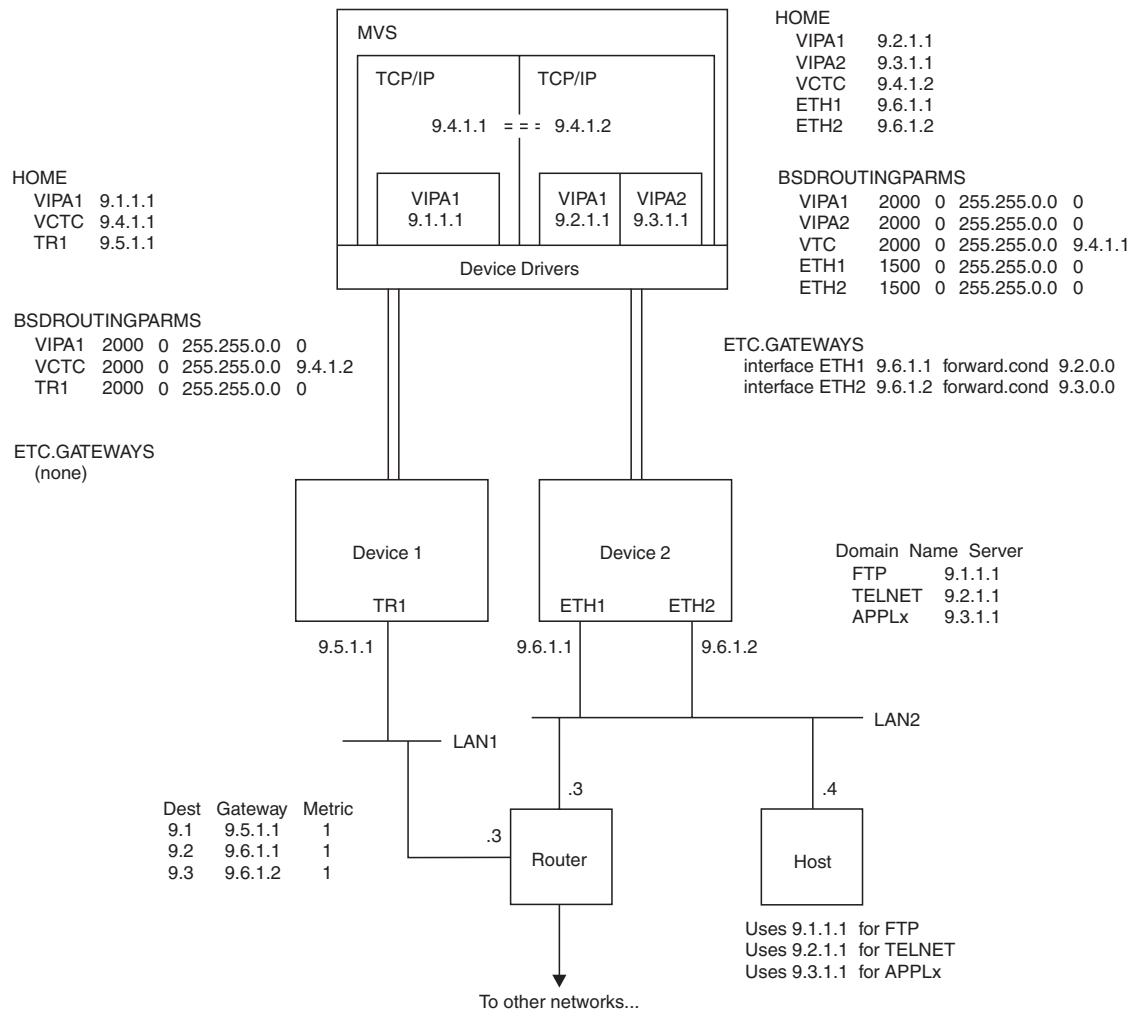 MVS
TCP/IP
TCP/IP
9.4.1.1 = = = 9.4.1.2
VIPA1
9.1.1.1
VIPA1
9.2.1.1
VIPA2
9.3.1.1
Device Drivers
HOME
VIPA1 9.2.1.1
VIPA2 9.3.1.1
VCTC 9.4.1.2
ETH1 9.6.1.1
ETH2 9.6.1.2
HOME
VIPA1 9.1.1.1
VCTC 9.4.1.1
TR1 9.5.1.1
BSDROUTINGPARMS
VIPA1 2000 0 255.255.0.0 0
VIPA2 2000 0 255.255.0.0 0
VTC 2000 0 255.255.0.0 9.4.1.1
ETH1 1500 0 255.255.0.0 0
ETH2 1500 0 255.255.0.0 0
BSDROUTINGPARMS
VIPA1 2000 0 255.255.0.0 0
VCTC 2000 0 255.255.0.0 9.4.1.2
TR1 2000 0 255.255.0.0 0
ETC.GATEWAYS
interface ETH1 9.6.1.1 forward.cond 9.2.0.0
interface ETH2 9.6.1.2 forward.cond 9.3.0.0
ETC.GATEWAYS
(none)
Device 1
TR1
Device 2
ETH1 ETH2
Domain Name Server
FTP 9.1.1.1
TELNET 9.2.1.1
APPLx 9.3.1.1
9.5.1.1
9.6.1.1
9.6.1.2
LAN2
LAN1
.3
.4
Dest Gateway Metric
9.1 9.5.1.1 1
9.2 9.6.1.1 1
9.3 9.6.1.2 1
.3
Router
Host
Uses 9.1.1.1 for FTP
Uses 9.2.1.1 for TELNET
Uses 9.3.1.1 for APPLx
To other networks...